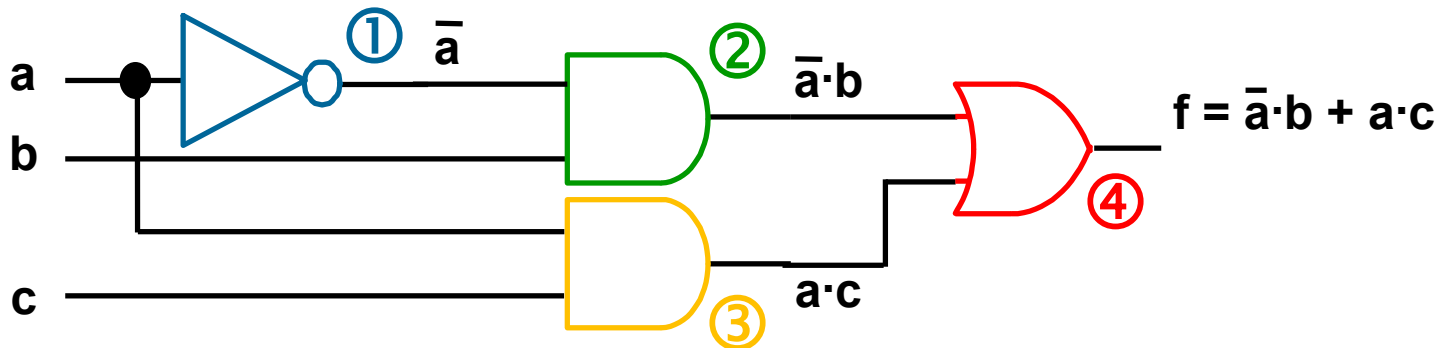 a
b
c
①
a̅
②
a̅·b
③
a·c
④
f = a̅·b + a·c